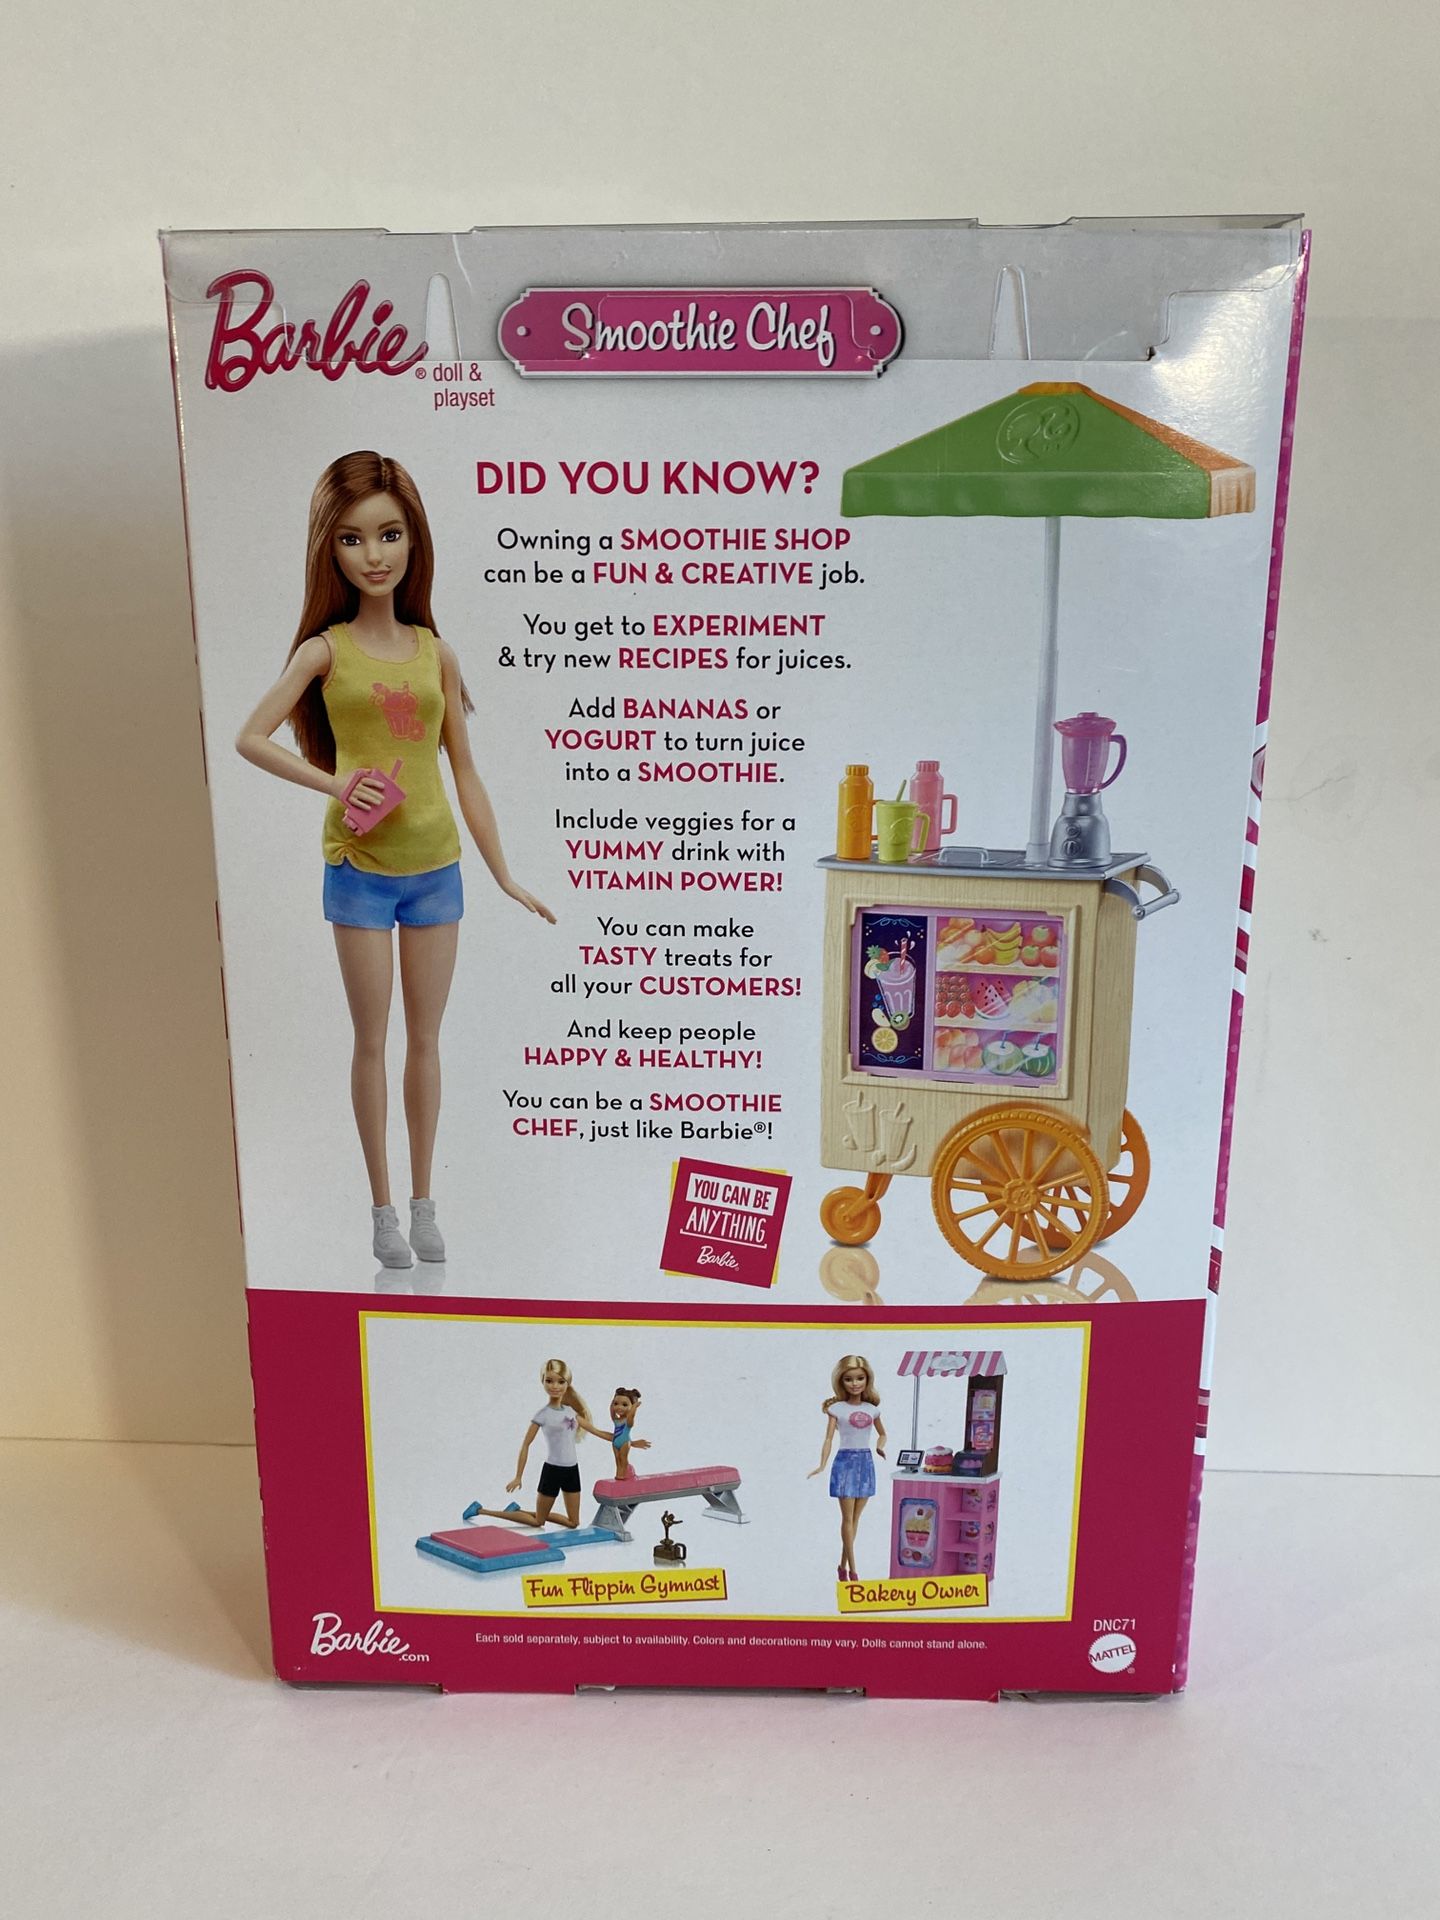 Barbie®
doll &
playset
Smoothie Chef
DID YOU KNOW?
Owning a SMOOTHIE SHOP
can be a FUN & CREATIVE job.
You get to EXPERIMENT
& try new RECIPES for juices.
Add BANANAS or
YOGURT to turn juice
into a SMOOTHIE.
Include veggies for a
YUMMY drink with
VITAMIN POWER!
You can make
TASTY treats for
all your CUSTOMERS!
And keep people
HAPPY & HEALTHY!
You can be a SMOOTHIE
CHEF, just like Barbie®!
YOU CAN BE
ANYTHING
Barbie
Fun Flippin Gymnast
Bakery Owner
Barbie.com
Each sold separately, subject to availability. Colors and decorations may vary. Dolls cannot stand alone.
DNC71
MATTEL®